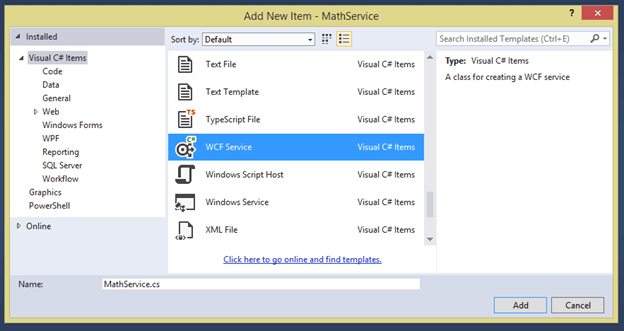 Add New Item - MathService
? ×
Installed
Sort by: Default
Search Installed Templates (Ctrl+E)
Visual C# Items
Code
Data
General
Web
Windows Forms
WPF
Reporting
SQL Server
Workflow
Graphics
PowerShell
Online
Text File Visual C# Items
Text Template Visual C# Items
TS
TypeScript File Visual C# Items
C#
WCF Service Visual C# Items
Windows Script Host Visual C# Items
Windows Service Visual C# Items
XML File Visual C# Items
Click here to go online and find templates.
Type: Visual C# Items
A class for creating a WCF service
Name: MathService.cs
Add Cancel